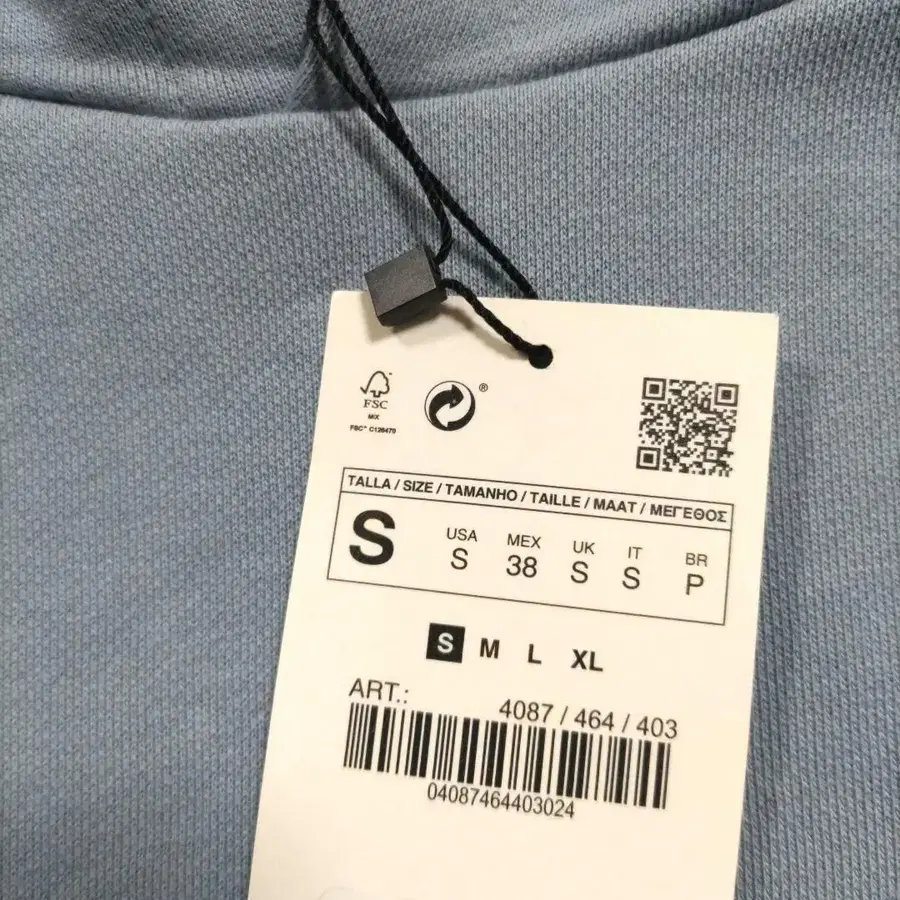 FSC
MIX
FSC™ C126470
®
TALLA / SIZE / TAMANHO / TAILLE / MAAT / ΜΕΓΕΘΟΣ
S
USA MEX UK IT BR
S 38 S S P
S M L XL
ART.:
4087 / 464 / 403
04087464403024